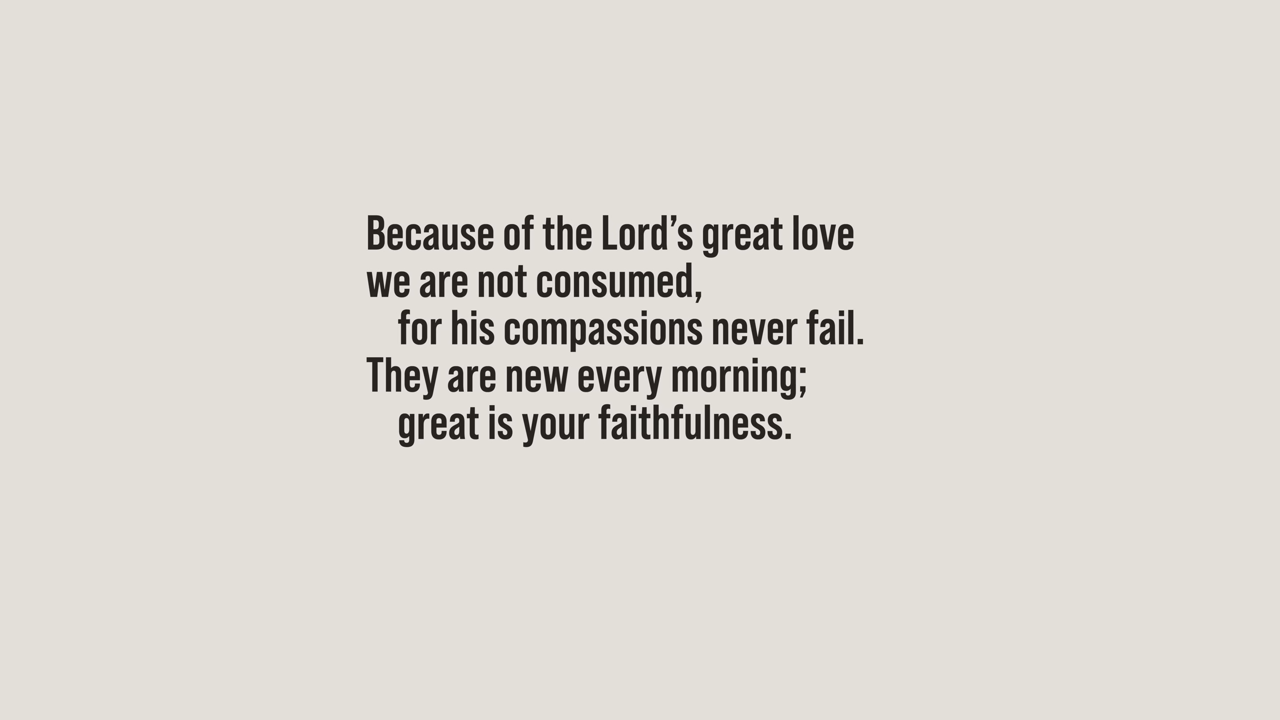 Because of the Lord’s great love
we are not consumed,
for his compassions never fail.
They are new every morning;
great is your faithfulness.